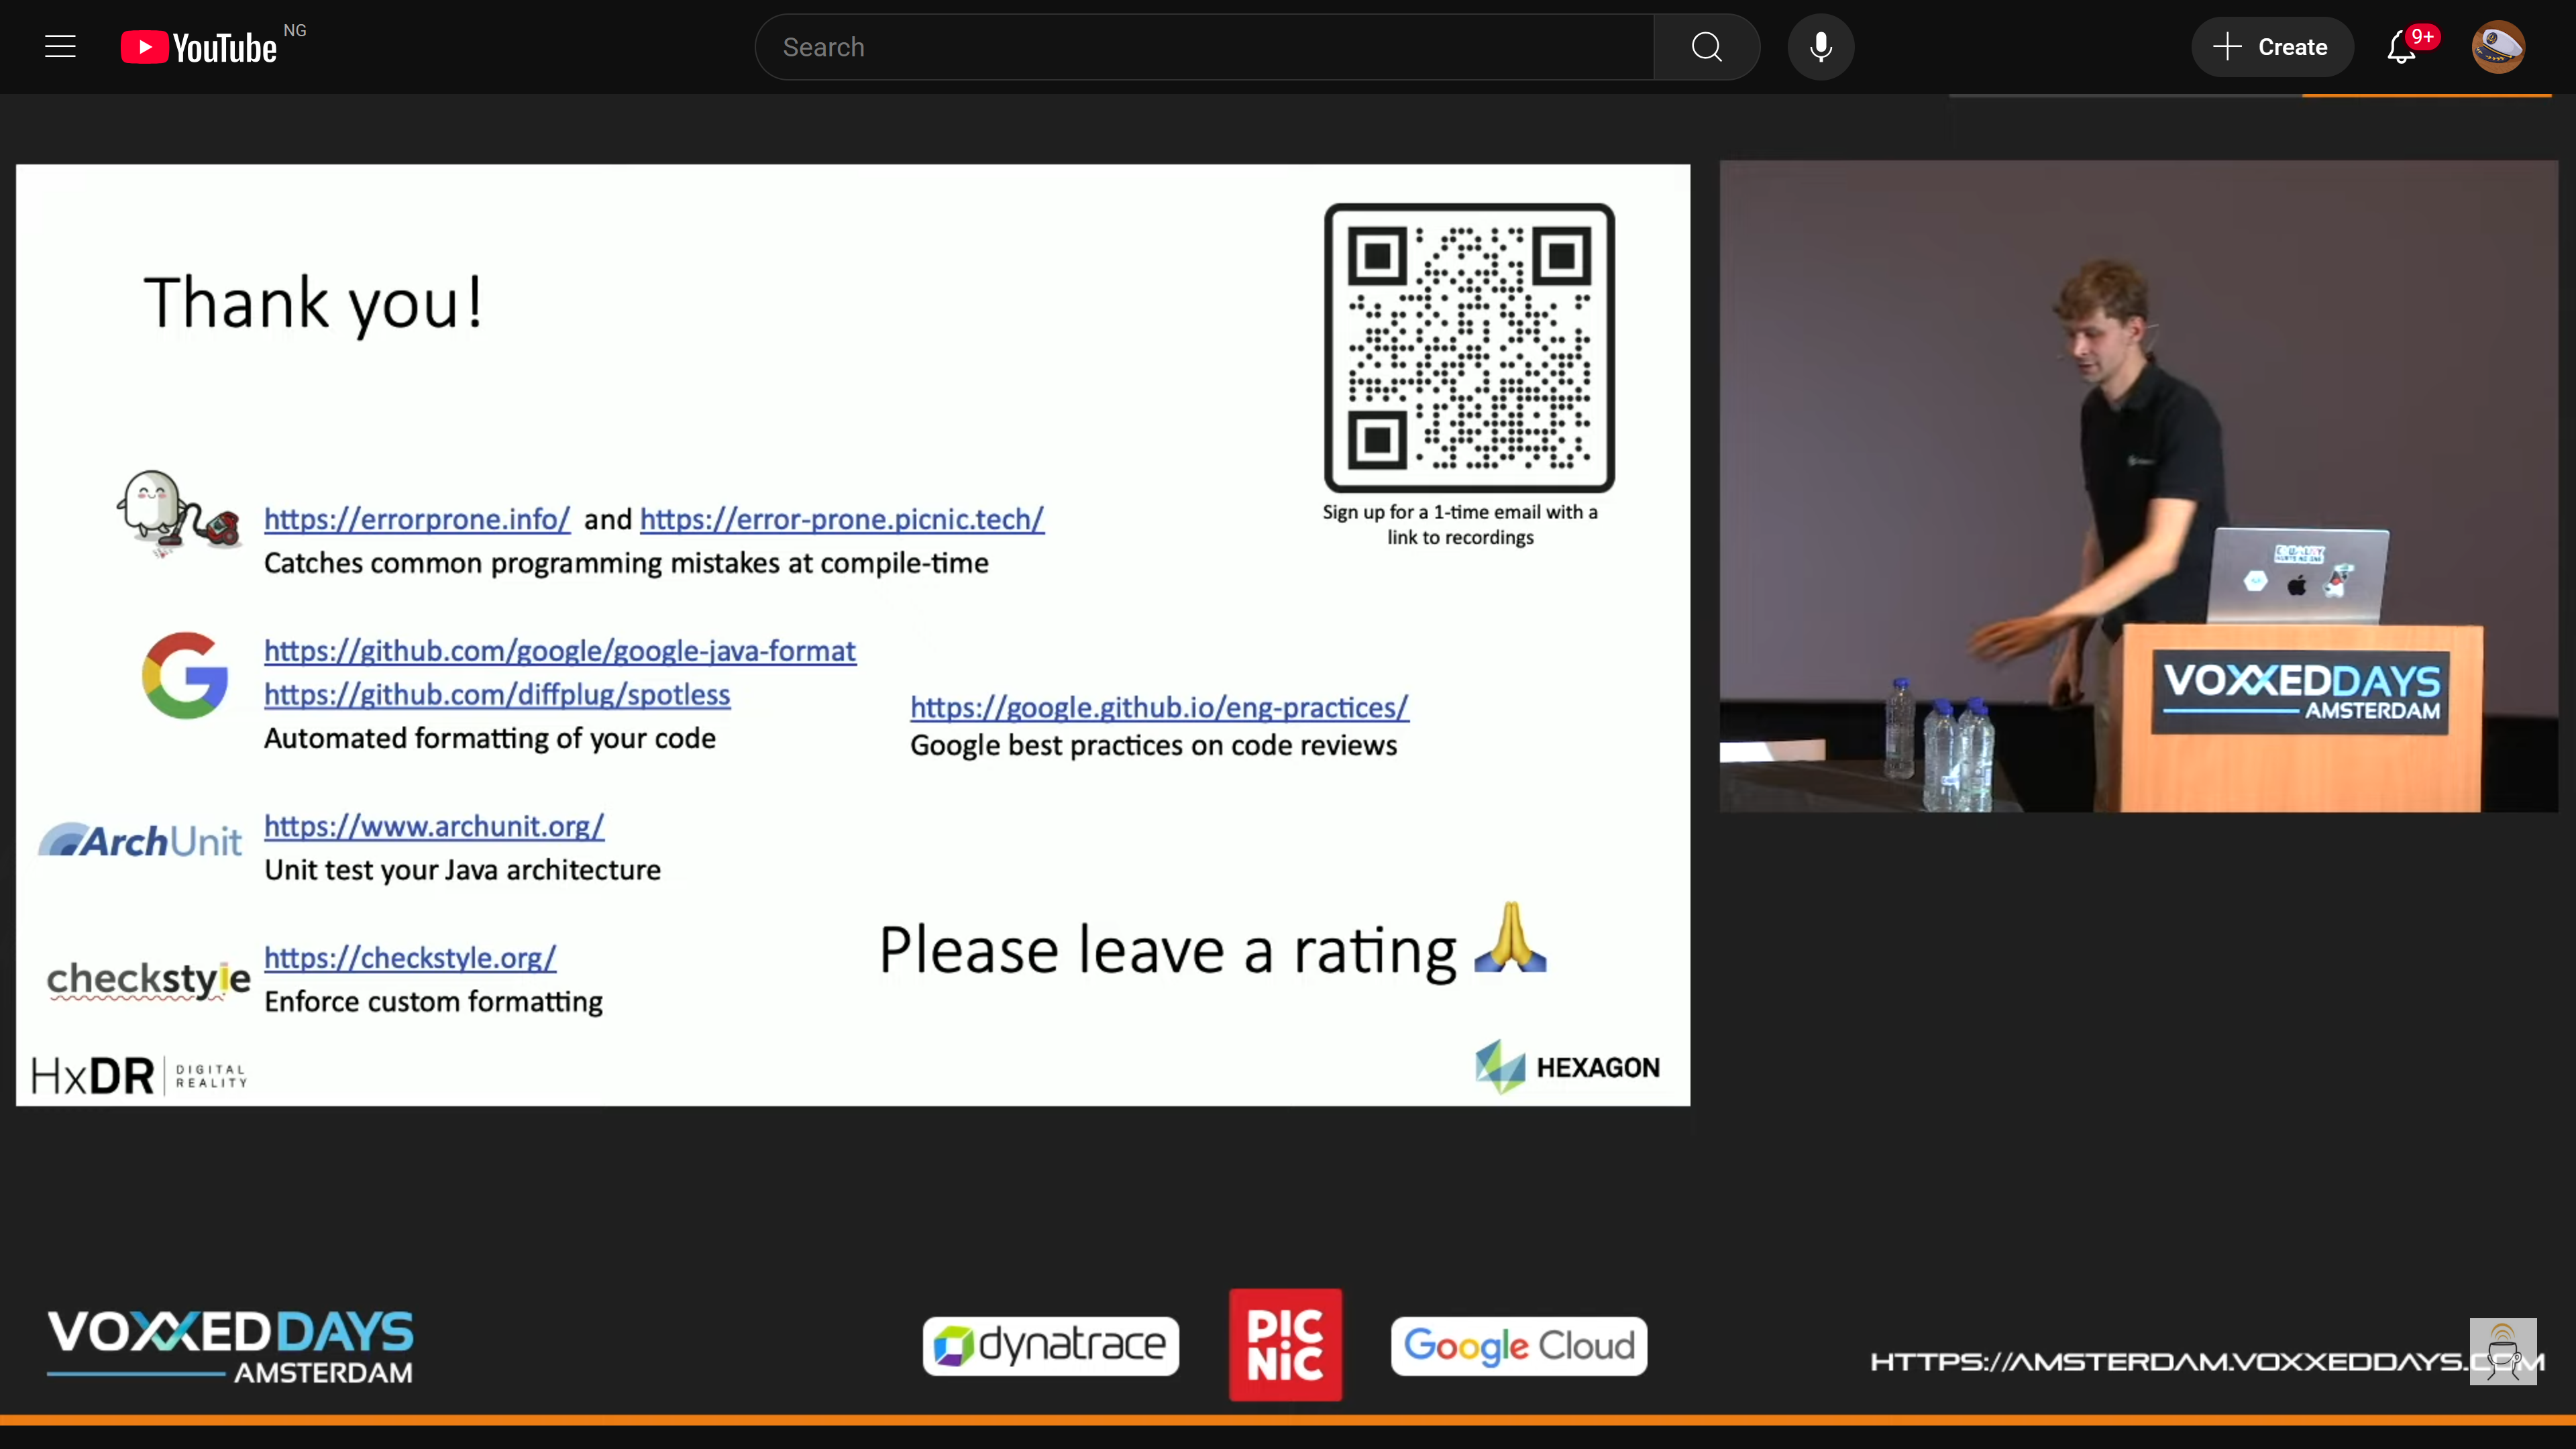 YouTube NG
Search
Create
9+
Thank you!
Sign up for a 1-time email with a
link to recordings
https://errorprone.info/ and https://error-prone.picnic.tech/
Catches common programming mistakes at compile-time
https://github.com/google/google-java-format
https://github.com/diffplug/spotless
Automated formatting of your code
https://google.github.io/eng-practices/
Google best practices on code reviews
ArchUnit
https://www.archunit.org/
Unit test your Java architecture
checkstyle
https://checkstyle.org/
Enforce custom formatting
Please leave a rating
HxDR DIGITAL
REALITY
HEXAGON
VOXXEDDAYS
AMSTERDAM
VOXXEDDAYS
AMSTERDAM
dynatrace
PIC
NiC
Google Cloud
HTTPS://AMSTERDAM.VOXXEDDAYS.COM